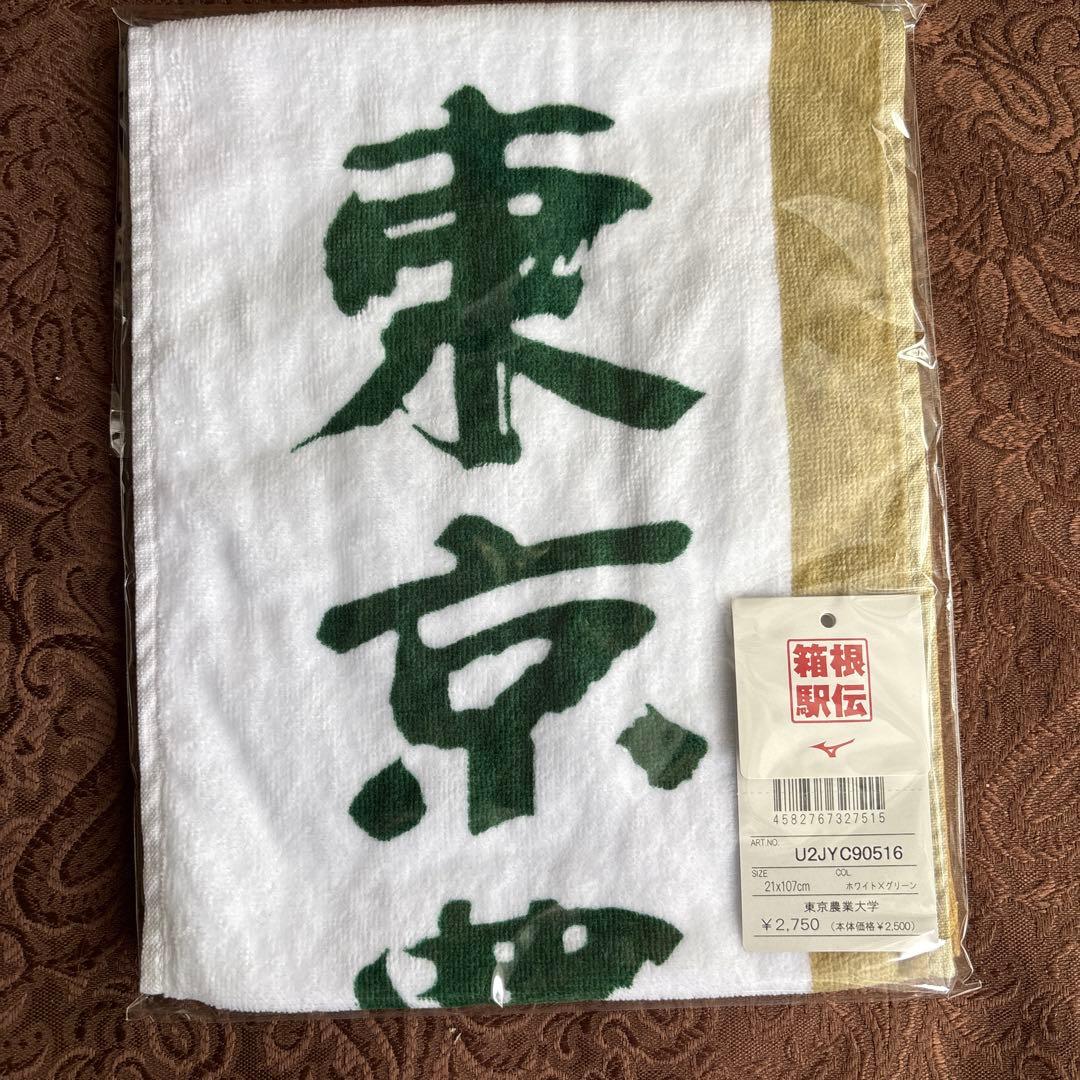 東
京
箱根
駅伝
4582767327515
ART.NO.
U2JYC90516
SIZE COL.
21x107cm ホワイト×グリーン
東京農業大学
￥2,750 (本体価格￥2,500)